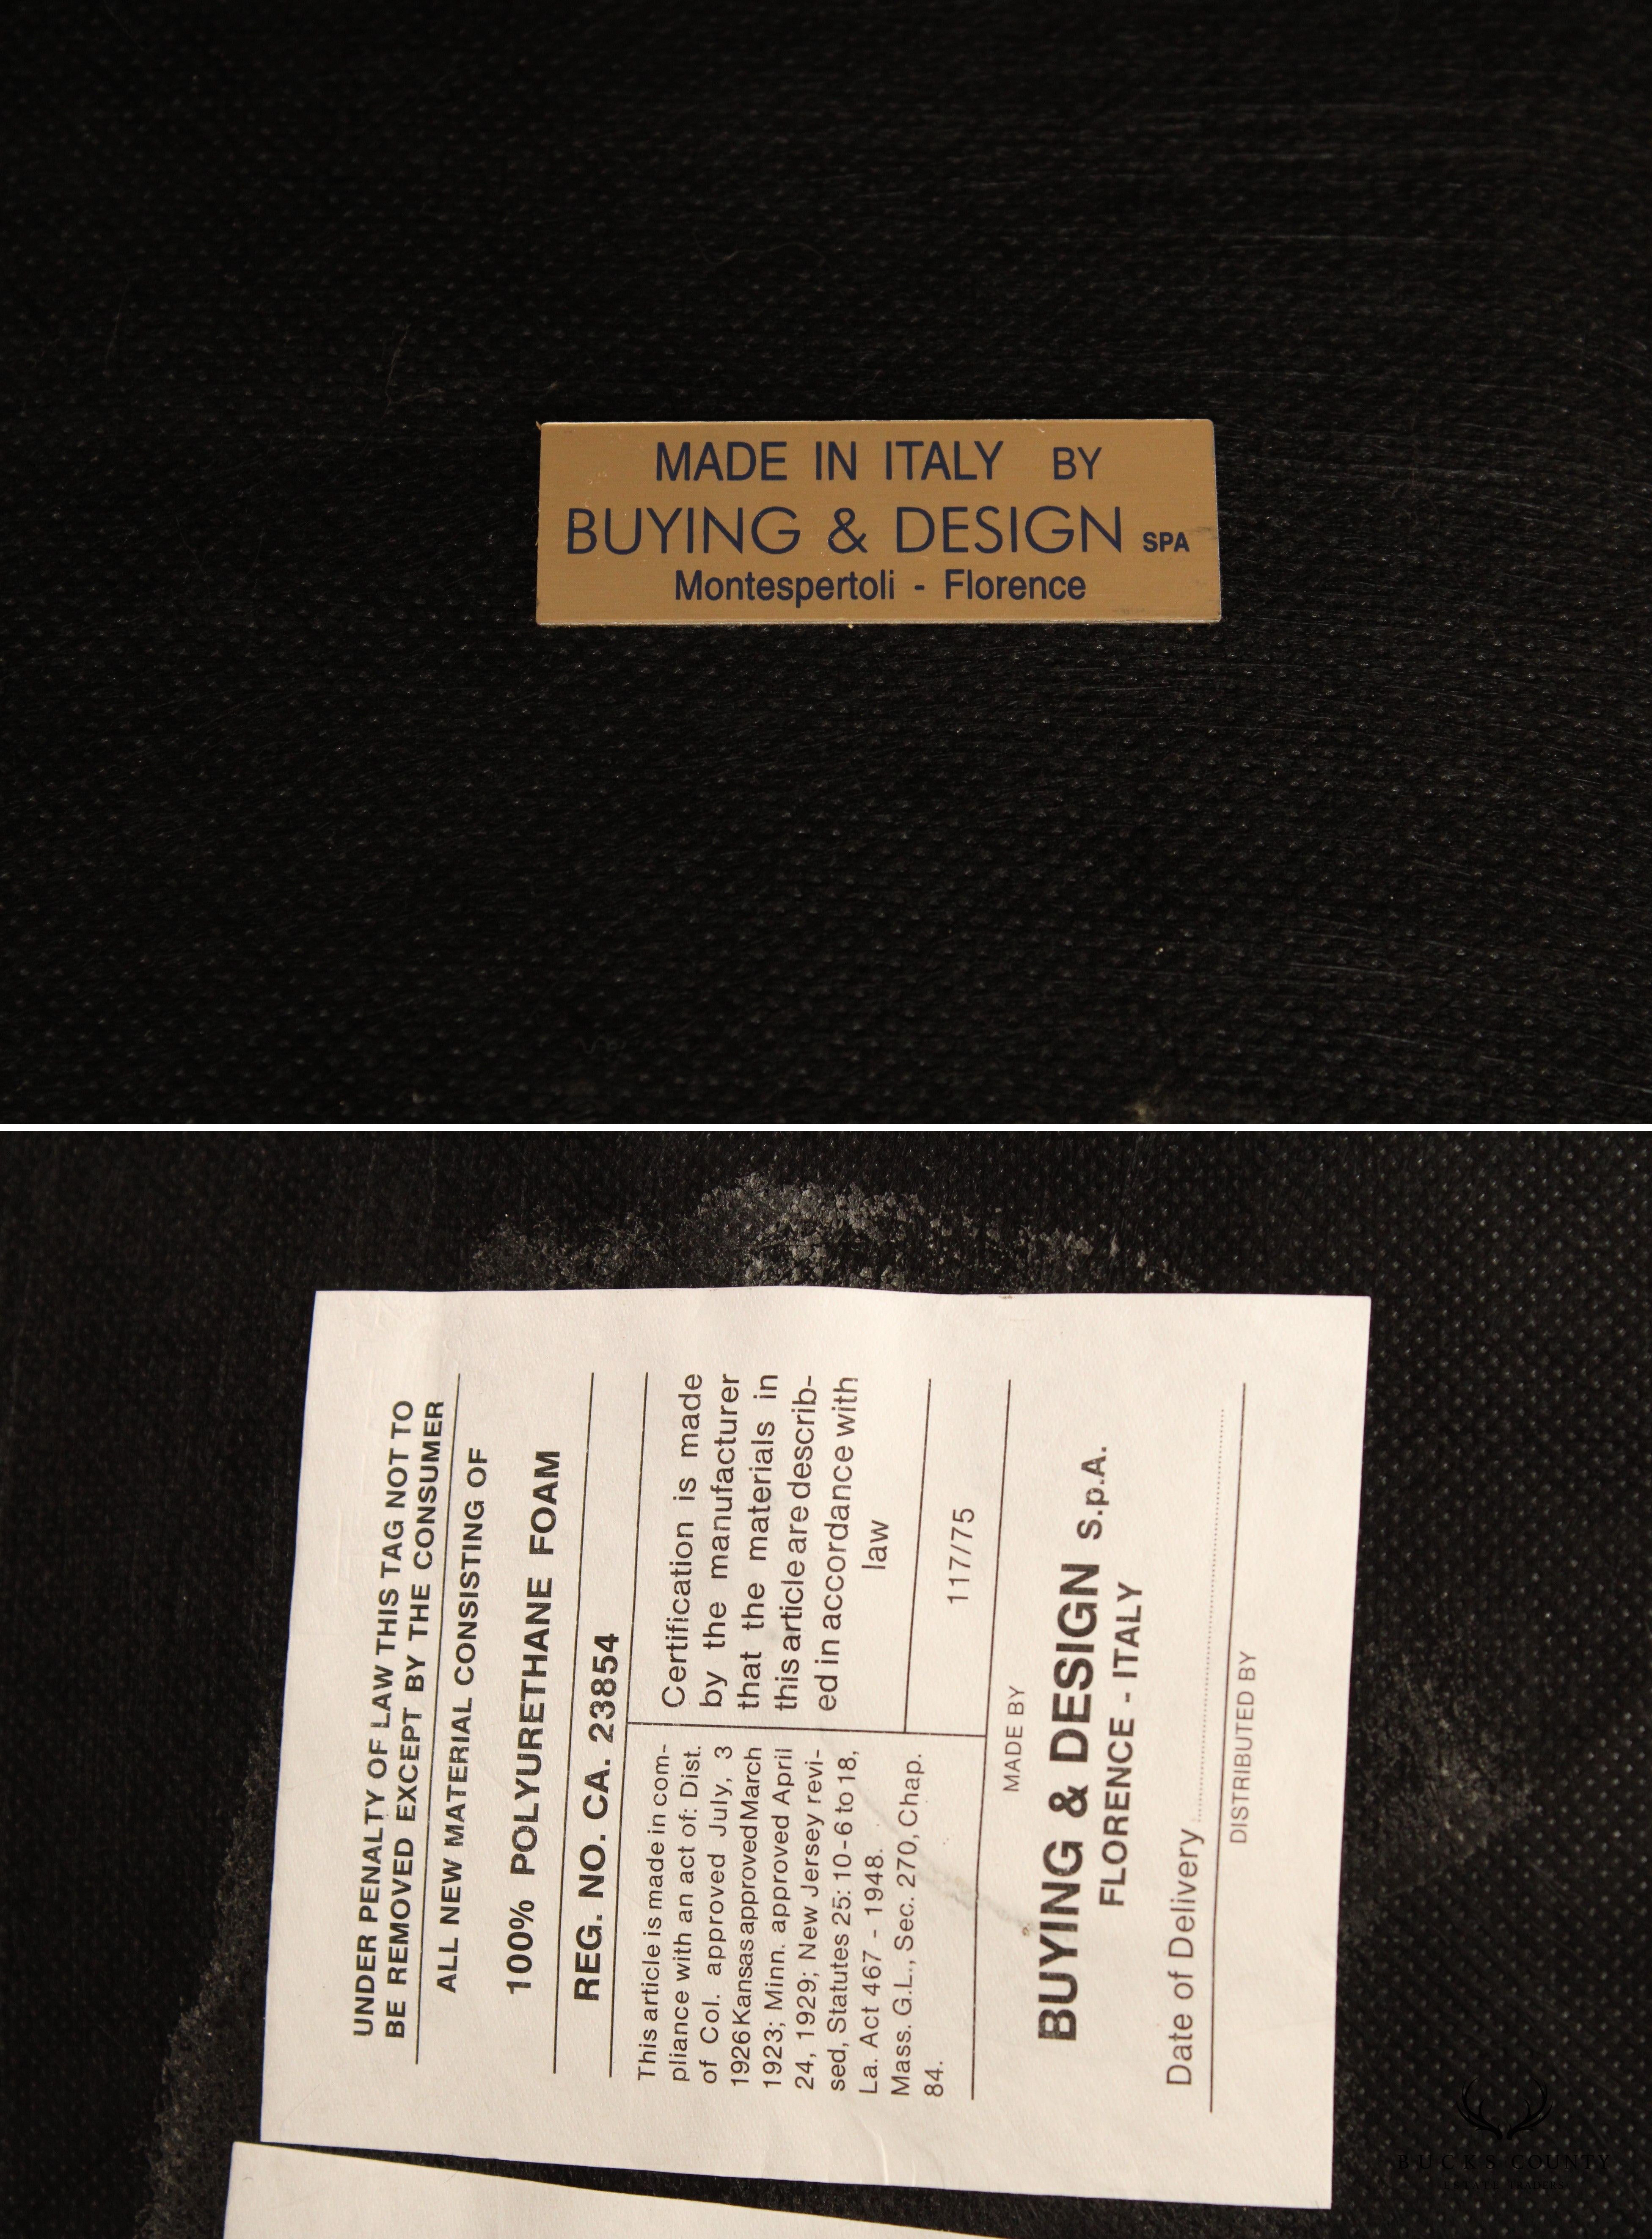 MADE IN ITALY BY
BUYING & DESIGN SPA
Montespertoli - Florence
UNDER PENALTY OF LAW THIS TAG NOT TO
BE REMOVED EXCEPT BY THE CONSUMER
ALL NEW MATERIAL CONSISTING OF
100% POLYURETHANE FOAM
REG. NO. CA. 23854
This article is made in com-
pliance with an act of: Dist.
of Col. approved July, 3
1926 Kansas approved March
1923; Minn. approved April
24, 1929; New Jersey revi-
sed, Statutes 25: 10-6 to 18,
La. Act 467 - 1948.
Mass. G.L., Sec. 270, Chap.
84.
Certification is made
by the manufacturer
that the materials in
this article are describ-
ed in accordance with
law
117/75
MADE BY
BUYING & DESIGN S.p.A.
FLORENCE - ITALY
Date of Delivery
DISTRIBUTED BY
BUCKS COUNTY